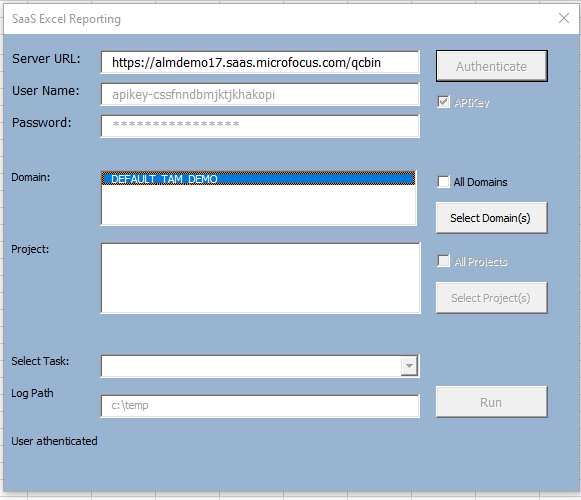 SaaS Excel Reporting
Server URL: https://almdemo17.saas.microfocus.com/qcbin Authenticate
User Name: apikey-cssfnndbmjktjkhakopi APIKey
Password: ****************
Domain: DEFAULT_TAM_DEMO All Domains
Select Domain(s)
Project: All Projects
Select Project(s)
Select Task:
Log Path c:\temp Run
User athenticated